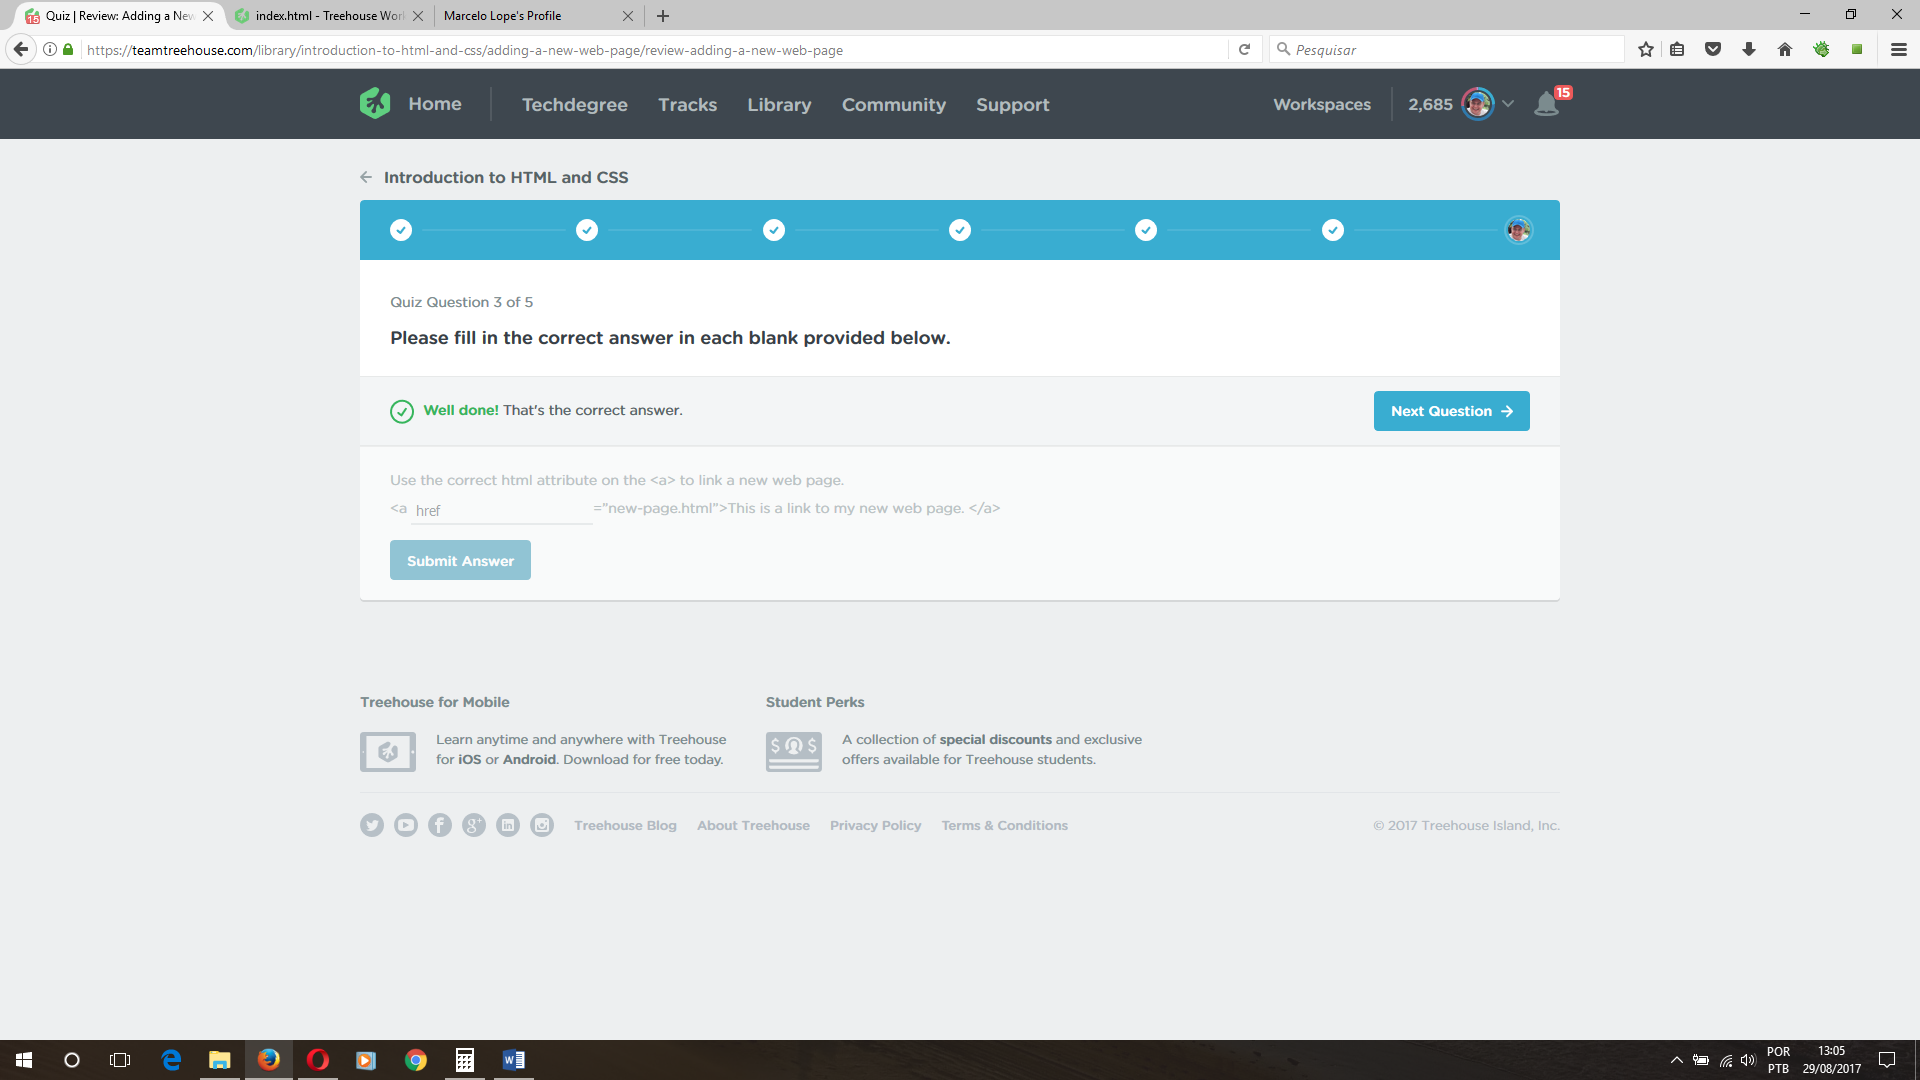 Quiz | Review: Adding a New
index.html - Treehouse Wor
Marcelo Lope's Profile
https://teamtreehouse.com/library/introduction-to-html-and-css/adding-a-new-web-page/review-adding-a-new-web-page
Pesquisar
Home
Techdegree
Tracks
Library
Community
Support
Workspaces
2,685
15
Introduction to HTML and CSS
Quiz Question 3 of 5
Please fill in the correct answer in each blank provided below.
Well done! That's the correct answer.
Next Question
Use the correct html attribute on the <a> to link a new web page.
<a href ="new-page.html">This is a link to my new web page. </a>
Submit Answer
Treehouse for Mobile
Learn anytime and anywhere with Treehouse
for iOS or Android. Download for free today.
Student Perks
A collection of special discounts and exclusive
offers available for Treehouse students.
Treehouse Blog
About Treehouse
Privacy Policy
Terms & Conditions
© 2017 Treehouse Island, Inc.
POR
PTB
13:05
29/08/2017